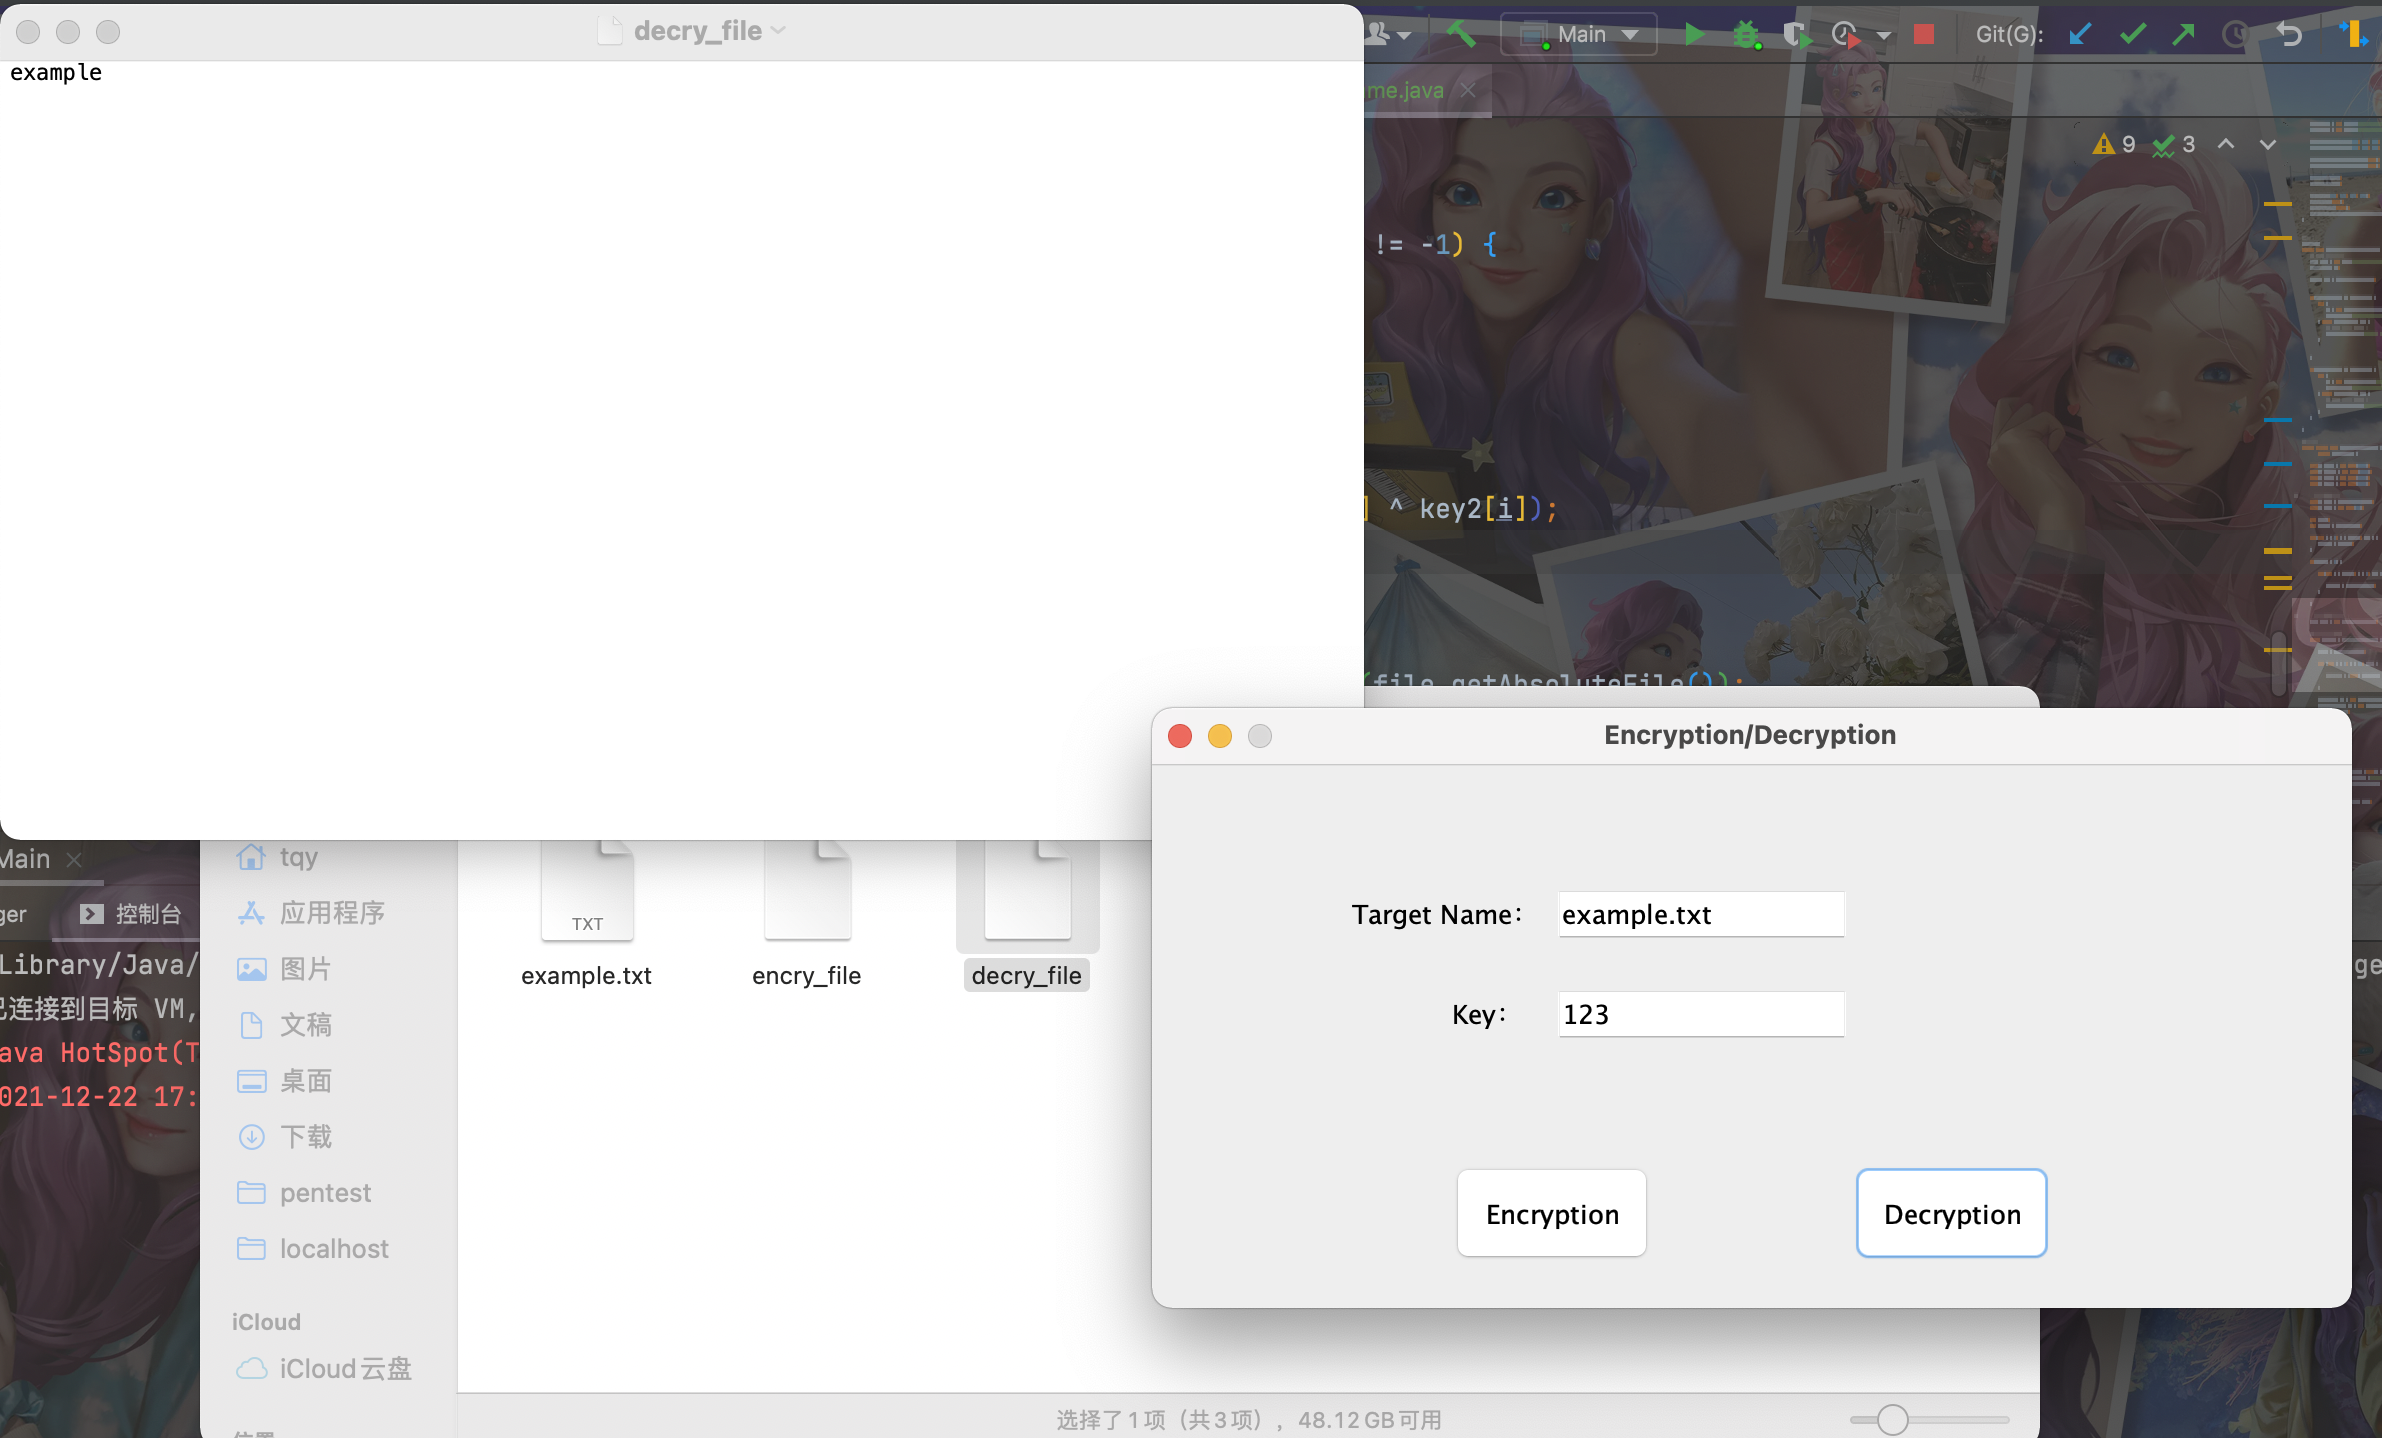 decry_file
example
Main
Git(G):
me.java
9
3
!= -1) {
] ^ key2[i]);
(file.getAbsoluteFile());
Encryption/Decryption
Target Name:
example.txt
Key:
123
Encryption
Decryption
Main
ger
控制台
Library/Java/
已连接到目标 VM,
ava HotSpot(T
021-12-22 17:
ge
tqy
应用程序
图片
文稿
桌面
下载
pentest
localhost
iCloud
iCloud云盘
位置
TXT
example.txt
encry_file
decry_file
选择了1项（共3项），48.12 GB可用